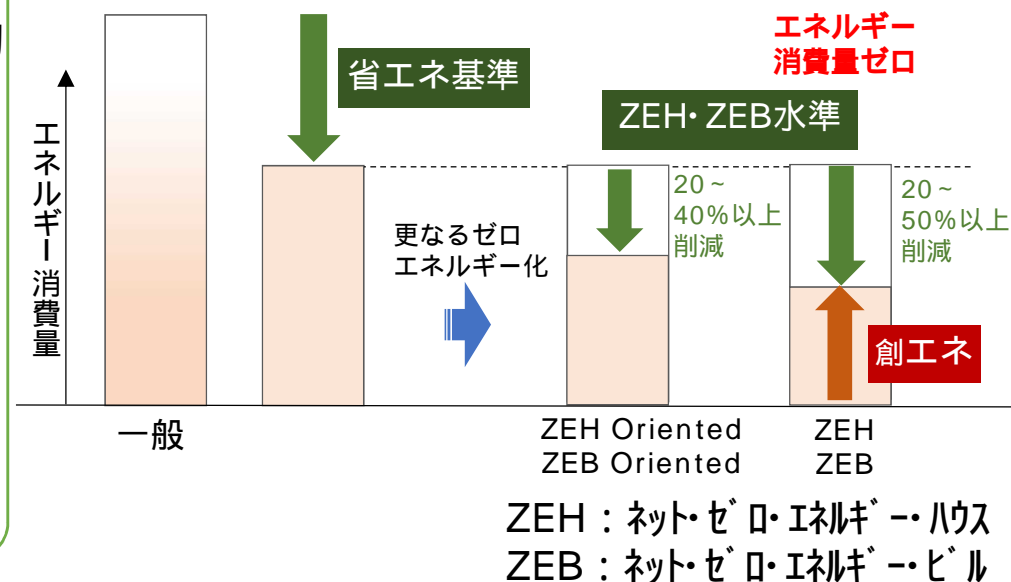 エネルギー
消費量ゼロ
省エネ基準
ZEH・ZEB水準
エネルギー消費量
20~
40%以上
削減
20~
50%以上
削減
更なるゼロ
エネルギー化
創エネ
一般
ZEH Oriented
ZEB Oriented
ZEH
ZEB
ZEH：ネット・ゼロ・エネルギー・ハウス
ZEB：ネット・ゼロ・エネルギー・ビル